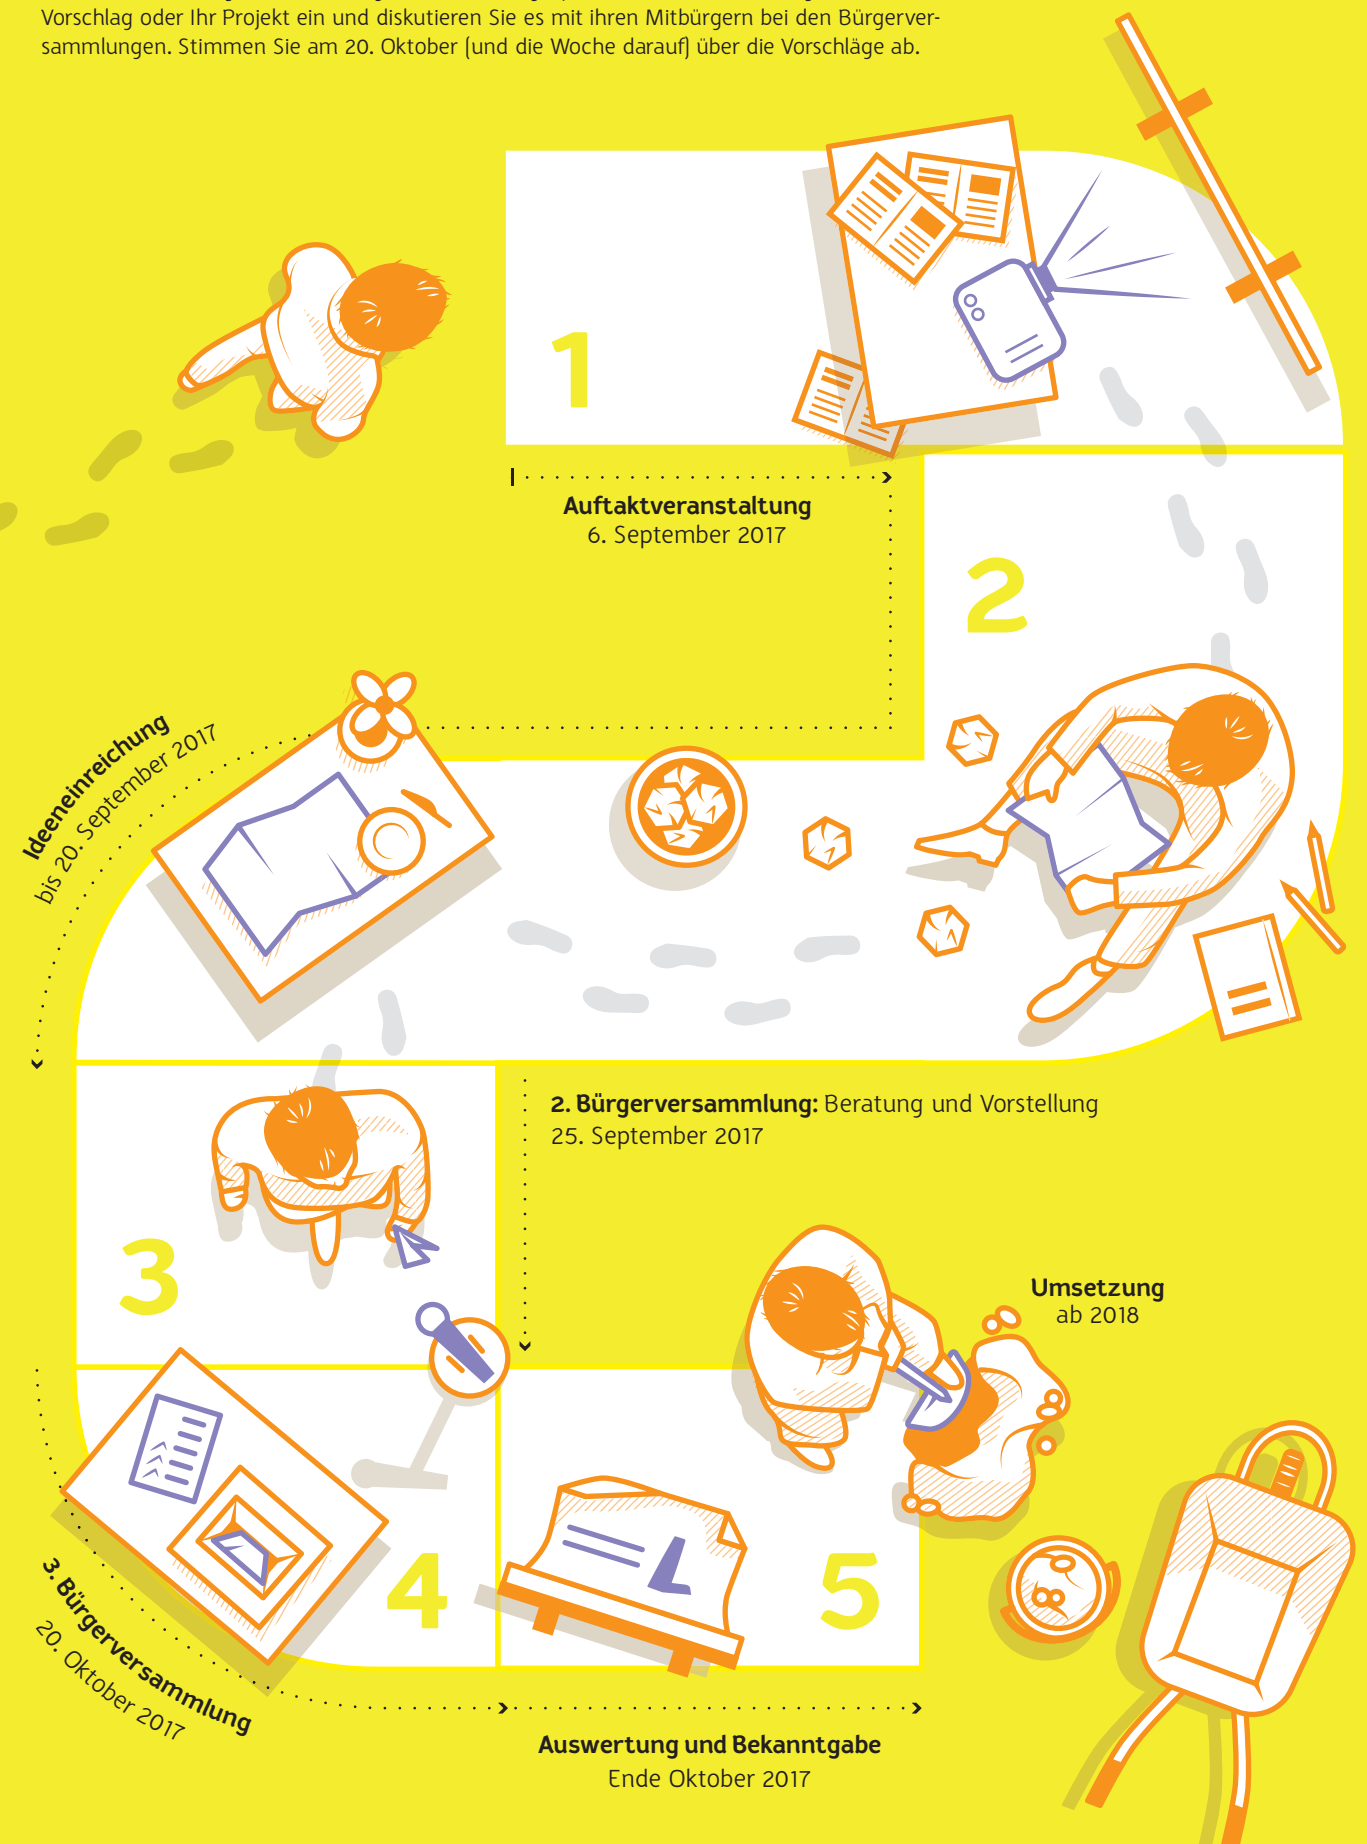 Vorschlag oder Ihr Projekt ein und diskutieren Sie es mit ihren Mitbürgern bei den Bürgerver-
sammlungen. Stimmen Sie am 20. Oktober (und die Woche darauf) über die Vorschläge ab.
1
Auftaktveranstaltung
6. September 2017
2
Ideeneinreichung
bis 20. September 2017
2. Bürgerversammlung: Beratung und Vorstellung
25. September 2017
3
Umsetzung
ab 2018
4
5
3. Bürgerversammlung
20. Oktober 2017
Auswertung und Bekanntgabe
Ende Oktober 2017